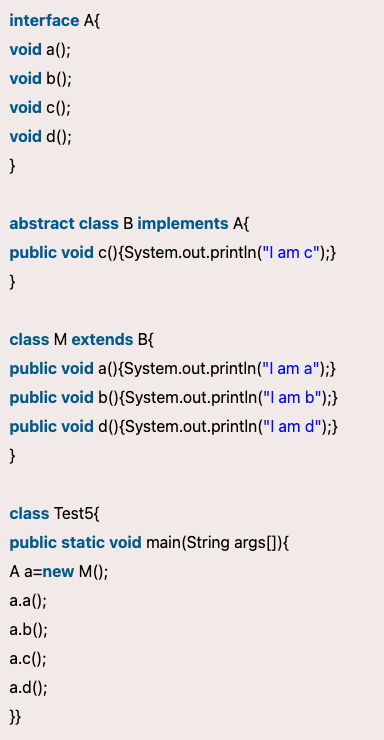 interface A{
void a();
void b();
void c();
void d();
}
abstract class B implements A{
public void c(){System.out.println("I am c");}
}
class M extends B{
public void a(){System.out.println("I am a");}
public void b(){System.out.println("I am b");}
public void d(){System.out.println("I am d");}
}
class Test5{
public static void main(String args[]){
A a=new M();
a.a();
a.b();
a.c();
a.d();
}}